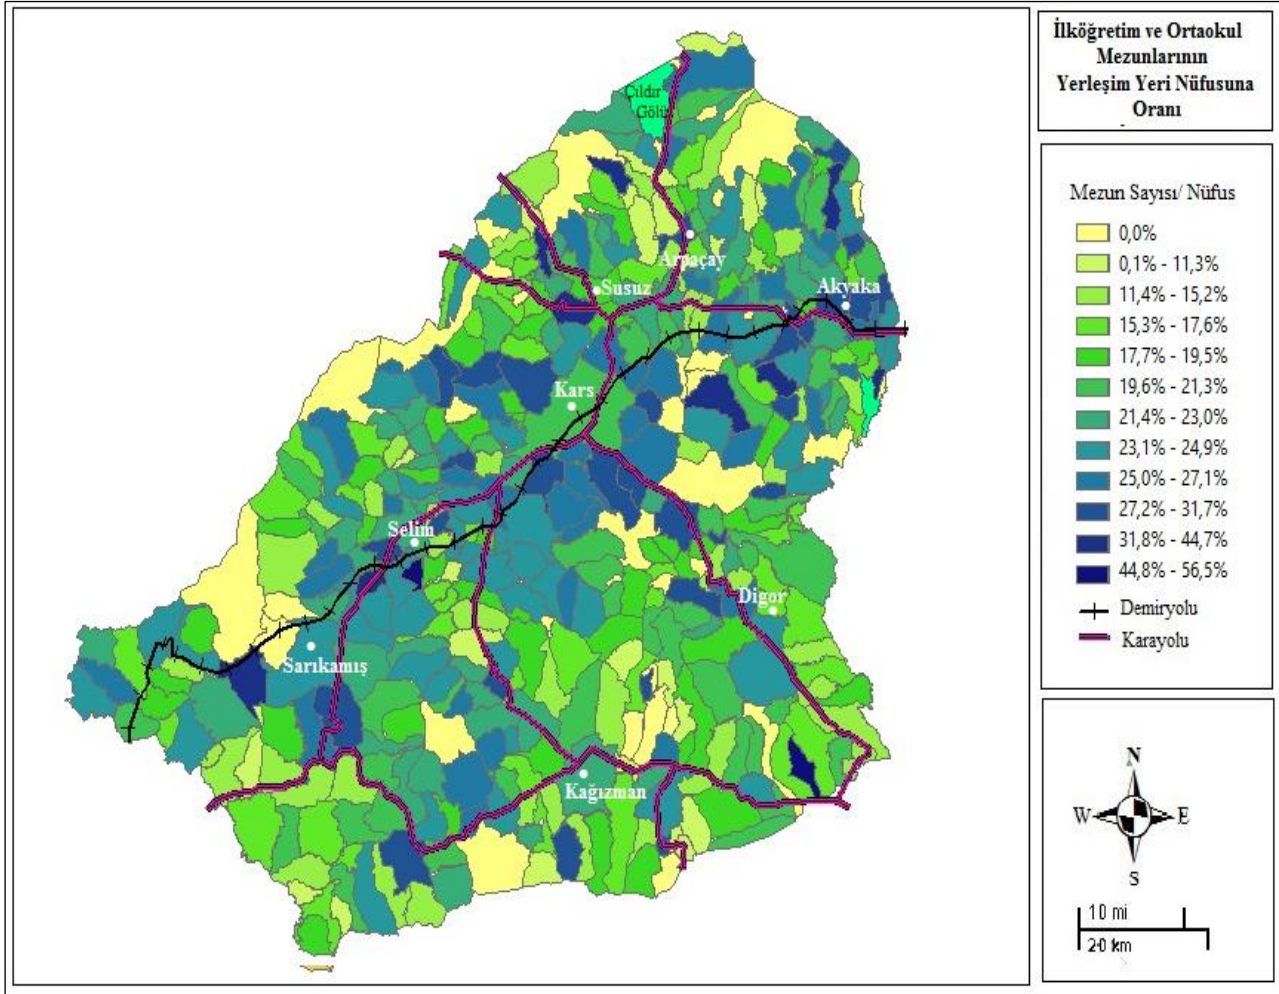 İlköğretim ve Ortaokul
Mezunlarının
Yerleşim Yeri Nüfusuna
Oranı
Mezun Sayısı/ Nüfus
0,0%
0,1% - 11,3%
11,4% - 15,2%
15,3% - 17,6%
17,7% - 19,5%
19,6% - 21,3%
21,4% - 23,0%
23,1% - 24,9%
25,0% - 27,1%
27,2% - 31,7%
31,8% - 44,7%
44,8% - 56,5%
Demiryolu
Karayolu
N
W E
S
10 mi
20 km
Çıldır
Gölü
Arpaçay
Akyaka
Susuz
Kars
Selim
Digor
Sarıkamış
Kağızman